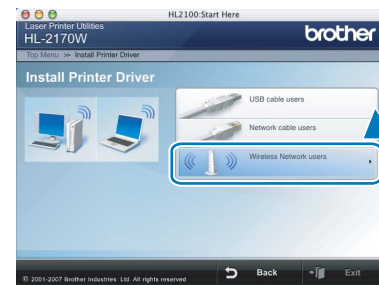 HL2100:Start Here
Laser Printer Utilities
HL-2170W
brother
Top Menu ≫ Install Printer Driver
Install Printer Driver
USB cable users
Network cable users
Wireless Network users
© 2001-2007 Brother Industries Ltd. All rights reserved
Back
Exit